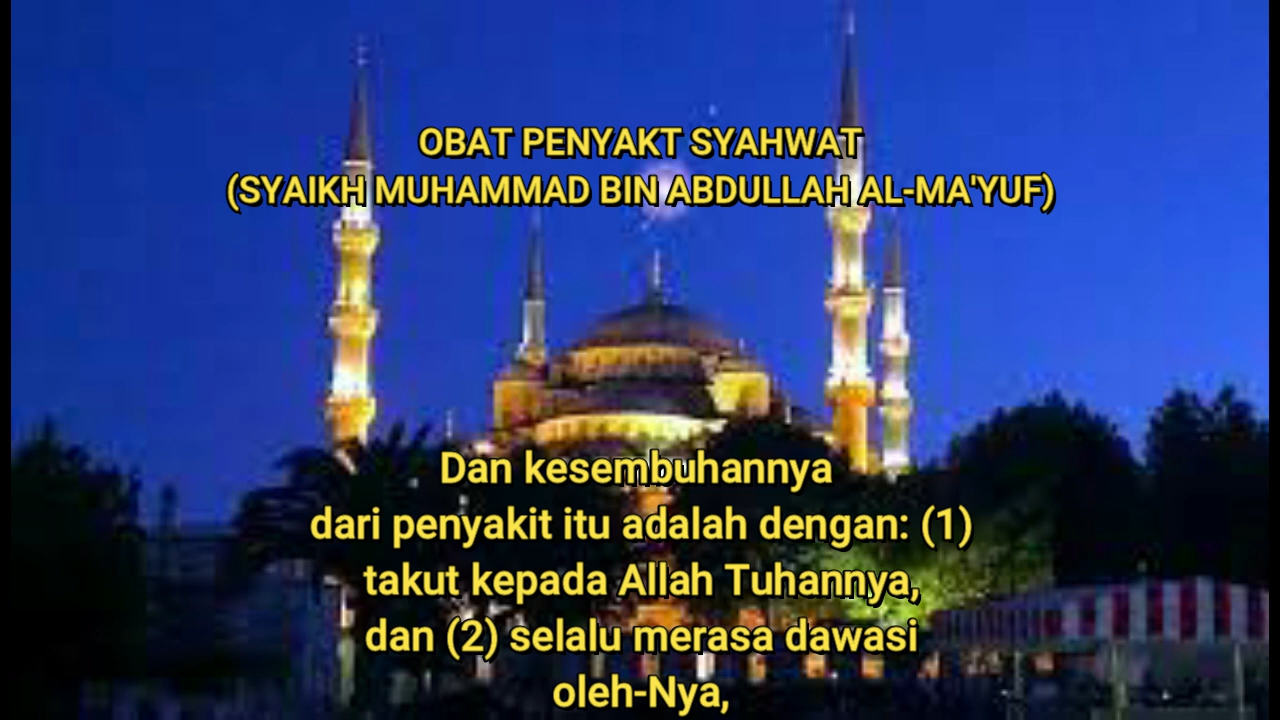 OBAT PENYAKT SYAHWAT
(SYAIKH MUHAMMAD BIN ABDULLAH AL-MA'YUF)
Dan kesembuhannya
dari penyakit itu adalah dengan: (1)
takut kepada Allah Tuhannya,
dan (2) selalu merasa dawasi
oleh-Nya,